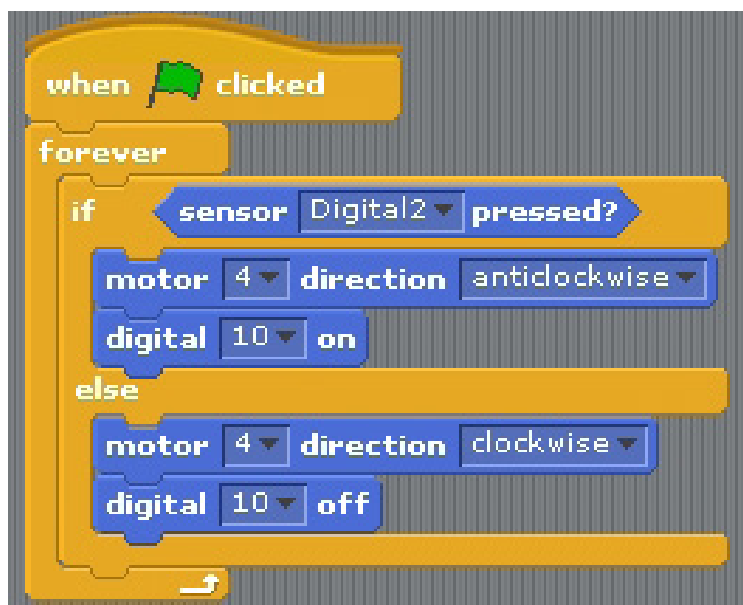 when clicked
forever
if sensor Digital2 pressed?
motor 4 direction anticlockwise
digital 10 on
else
motor 4 direction clockwise
digital 10 off